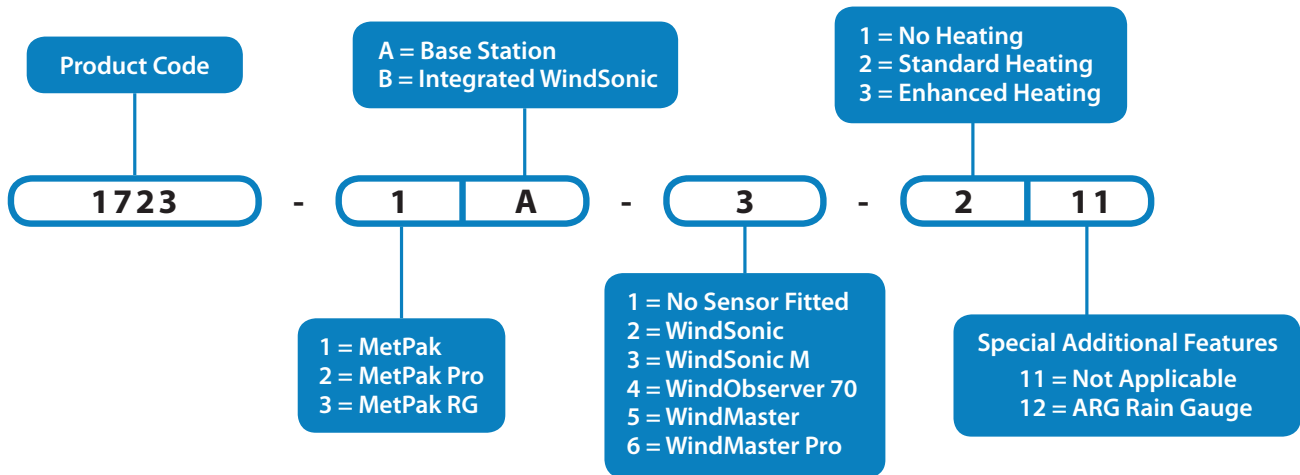 Product Code
A = Base Station
B = Integrated WindSonic
1 = No Heating
2 = Standard Heating
3 = Enhanced Heating
1723 - 1 A - 3 - 2 11
1 = MetPak
2 = MetPak Pro
3 = MetPak RG
1 = No Sensor Fitted
2 = WindSonic
3 = WindSonic M
4 = WindObserver 70
5 = WindMaster
6 = WindMaster Pro
Special Additional Features
11 = Not Applicable
12 = ARG Rain Gauge